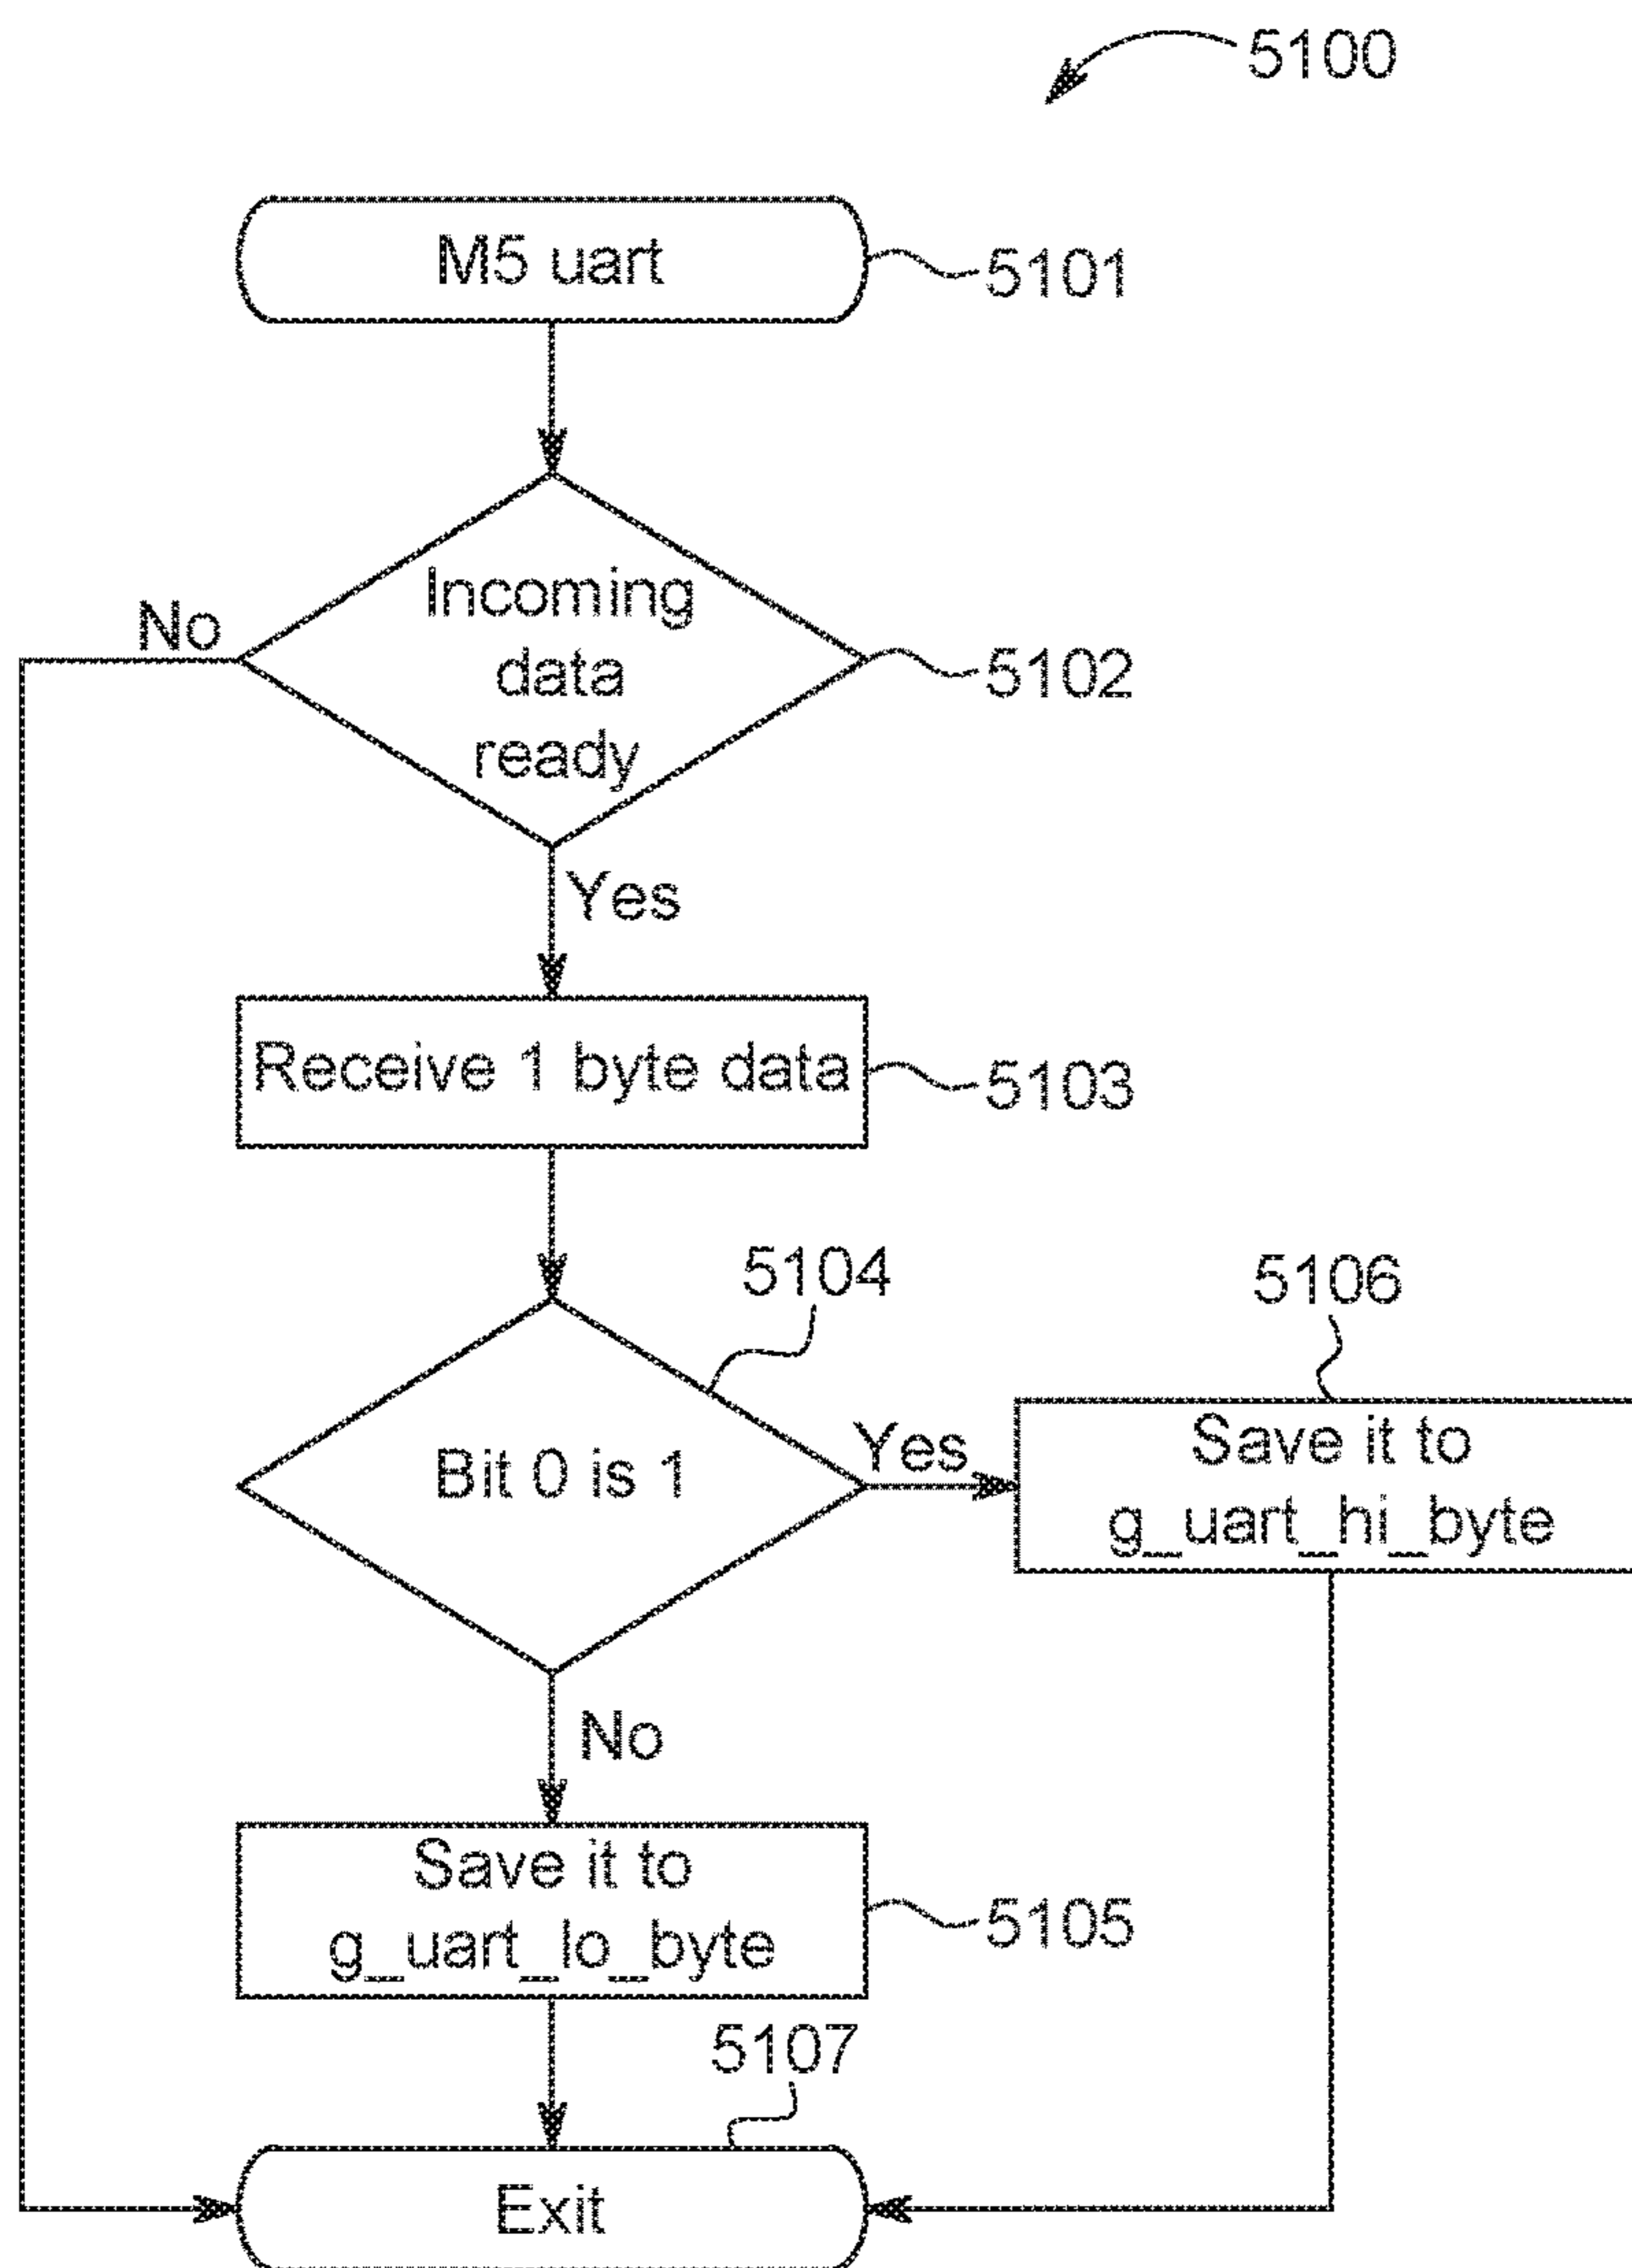 5100
M5 uart
5101
Incoming
data
ready
No
5102
Yes
Receive 1 byte data
5103
5104
5106
Bit 0 is 1
Yes
Save it to
g_uart_hi_byte
No
Save it to
g_uart_lo_byte
5105
5107
Exit